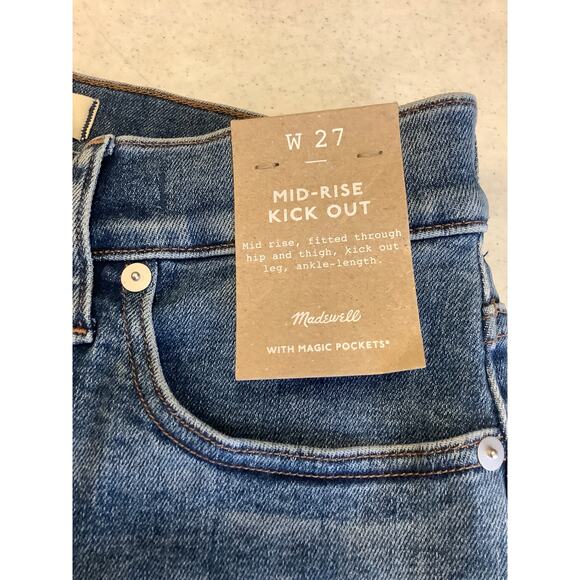 W 27
MID-RISE
KICK OUT
Mid rise, fitted through
hip and thigh, kick out
leg, ankle-length.
Madewell
WITH MAGIC POCKETS®